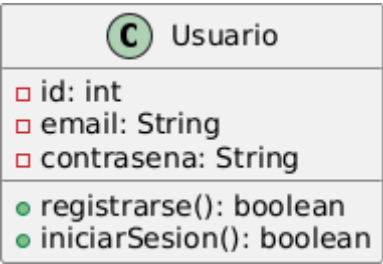 C Usuario
id: int
email: String
contrasena: String
registrarse(): boolean
iniciarSesion(): boolean